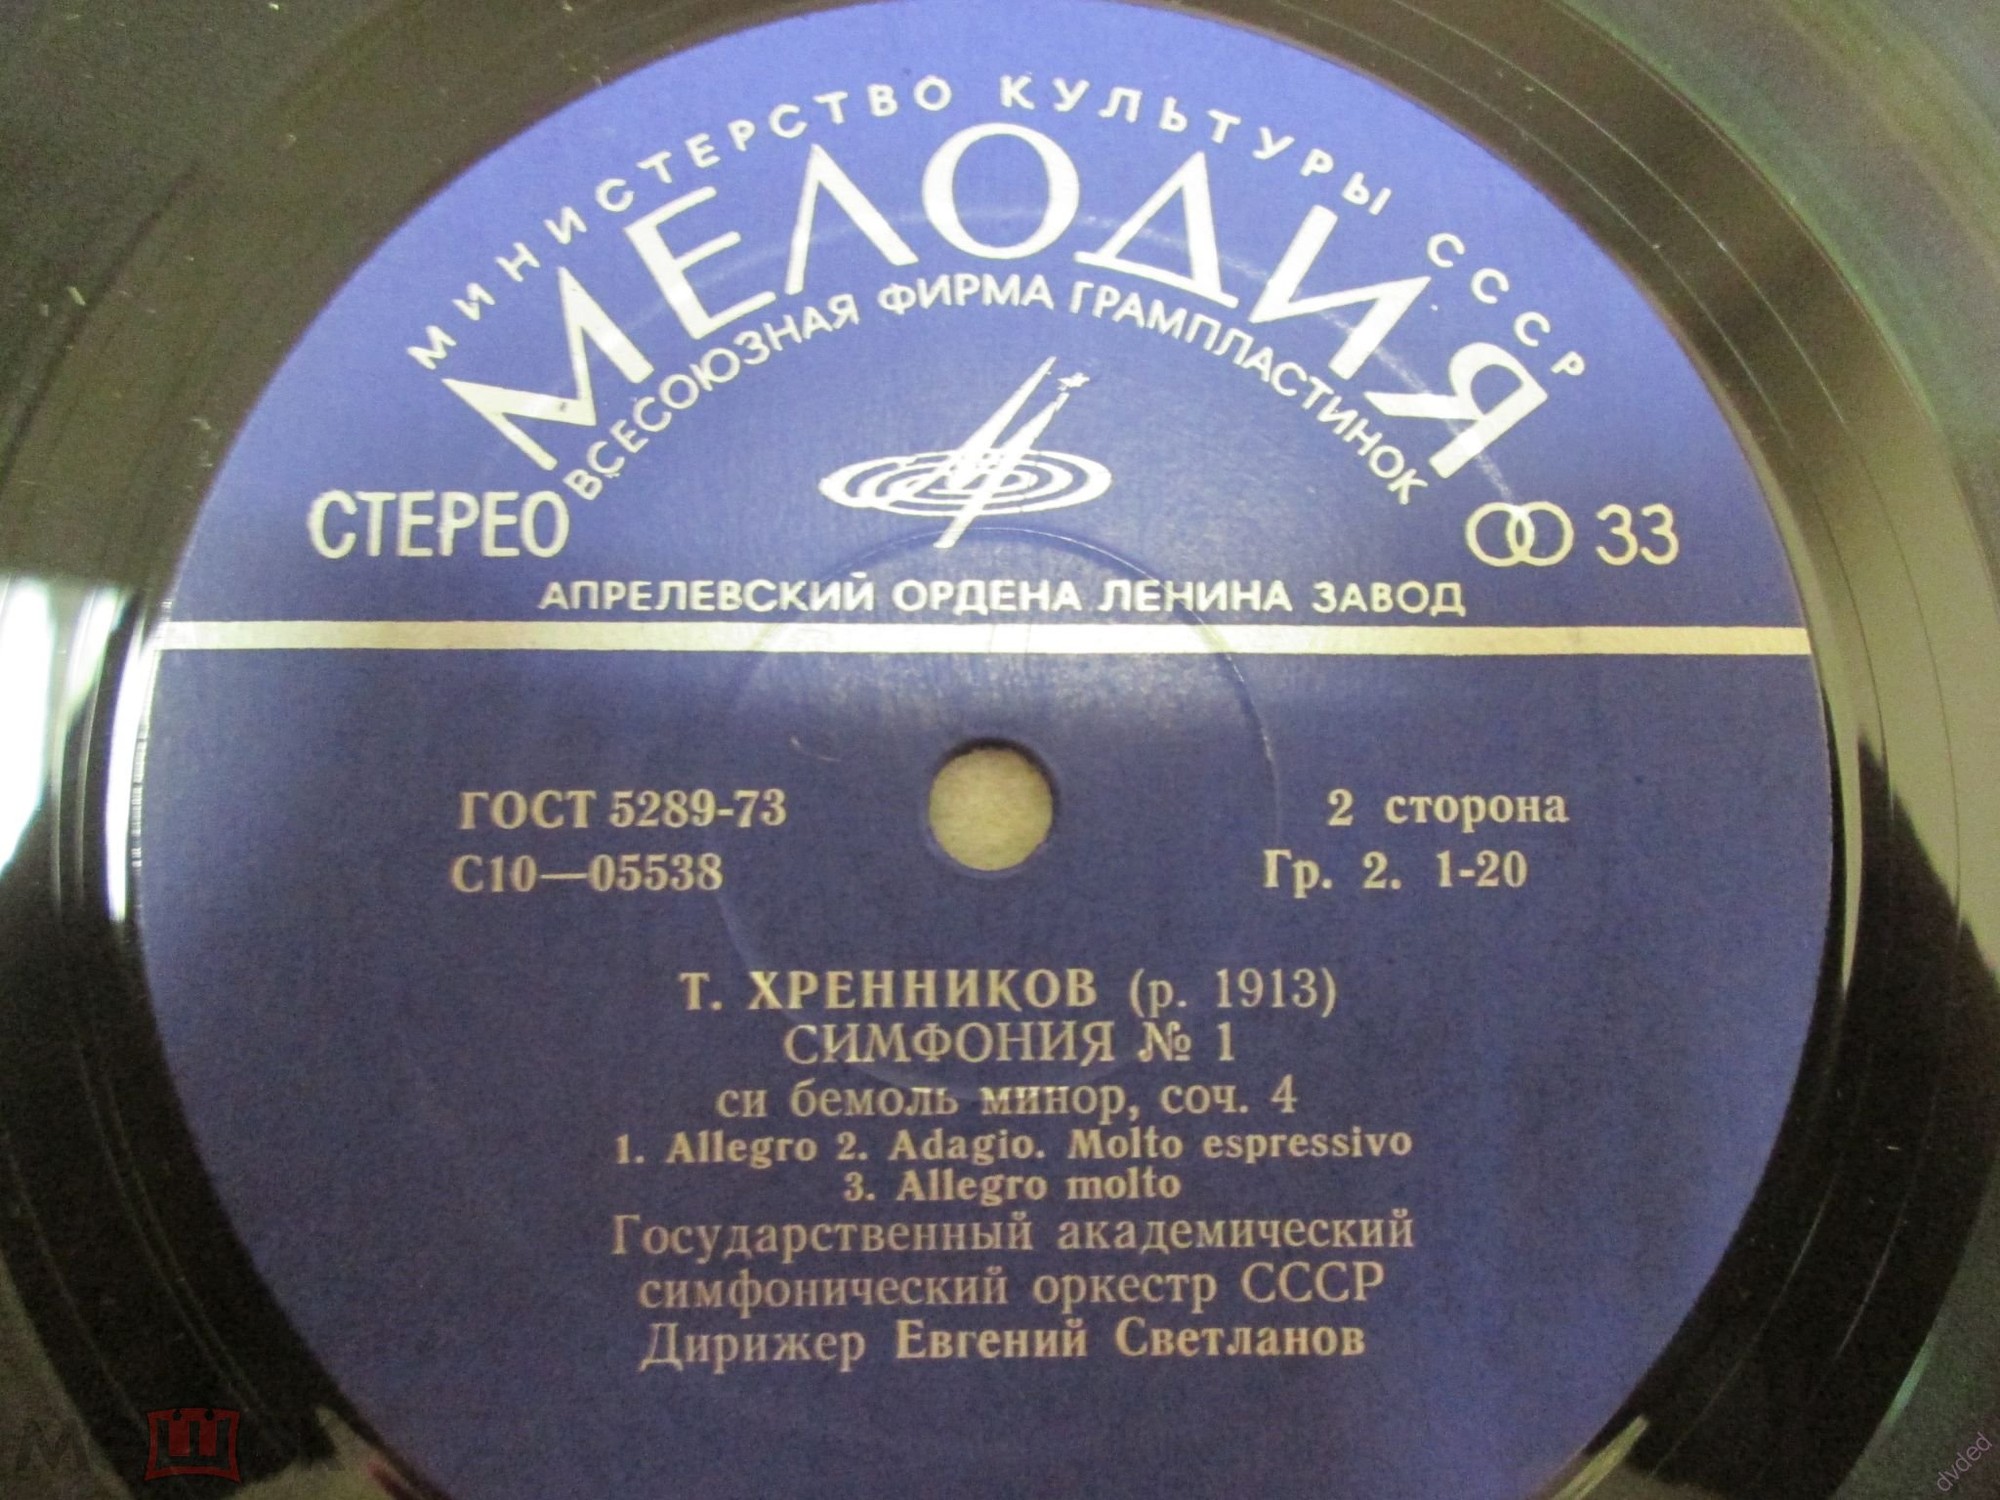 МИНИСТЕРСТВО КУЛЬТУРЫ СССР
МЕЛОДИЯ
ВСЕСОЮЗНАЯ ФИРМА ГРАМПЛАСТИНОК
СТЕРЕО
33
АПРЕЛЕВСКИЙ ОРДЕНА ЛЕНИНА ЗАВОД
ГОСТ 5289-73
2 сторона
С10—05538
Гр. 2. 1-20
Т. ХРЕННИКОВ (р. 1913)
СИМФОНИЯ № 1
си бемоль минор, соч. 4
1. Allegro 2. Adagio. Molto espressivo
3. Allegro molto
Государственный академический
симфонический оркестр СССР
Дирижер Евгений Светланов
dvded